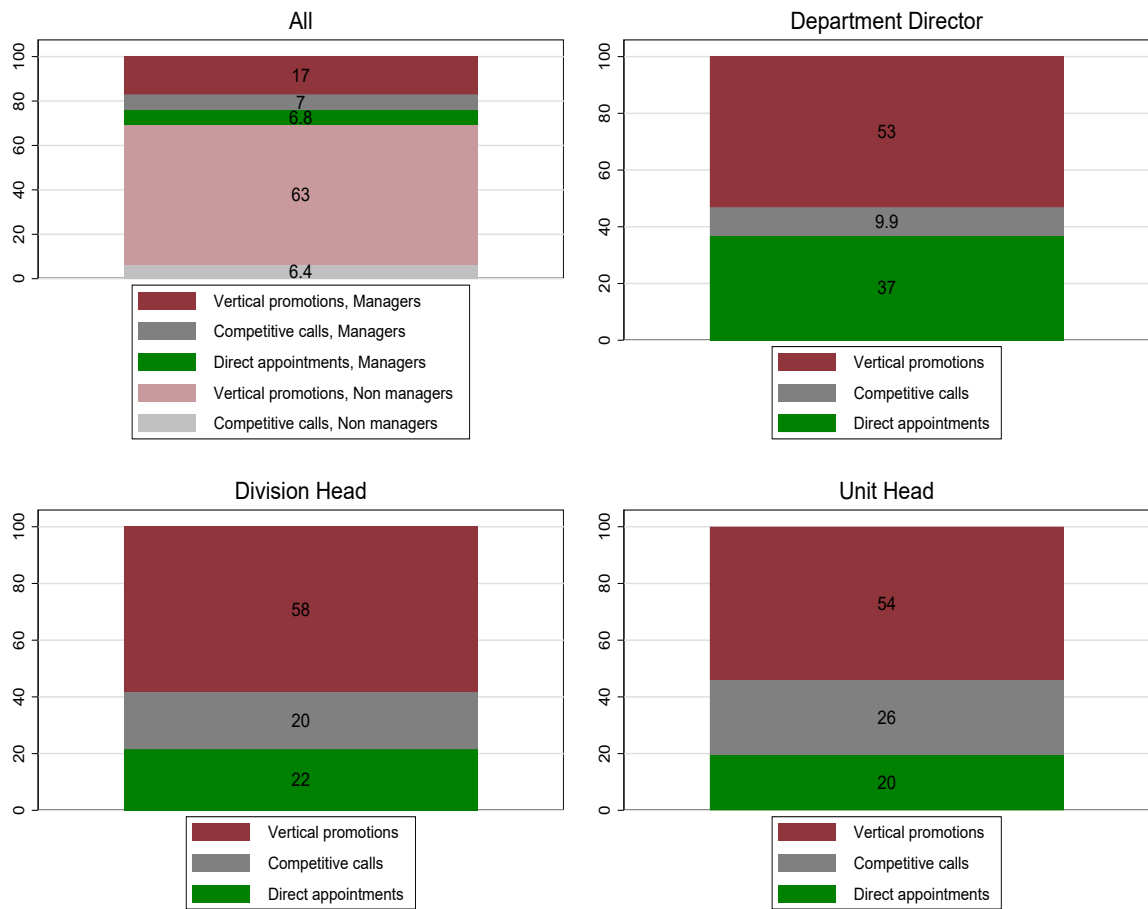 All
100
80
60
40
20
0
17
7
6.8
63
6.4
Vertical promotions, Managers
Competitive calls, Managers
Direct appointments, Managers
Vertical promotions, Non managers
Competitive calls, Non managers
Department Director
100
80
60
40
20
0
53
9.9
37
Vertical promotions
Competitive calls
Direct appointments
Division Head
100
80
60
40
20
0
58
20
22
Vertical promotions
Competitive calls
Direct appointments
Unit Head
100
80
60
40
20
0
54
26
20
Vertical promotions
Competitive calls
Direct appointments